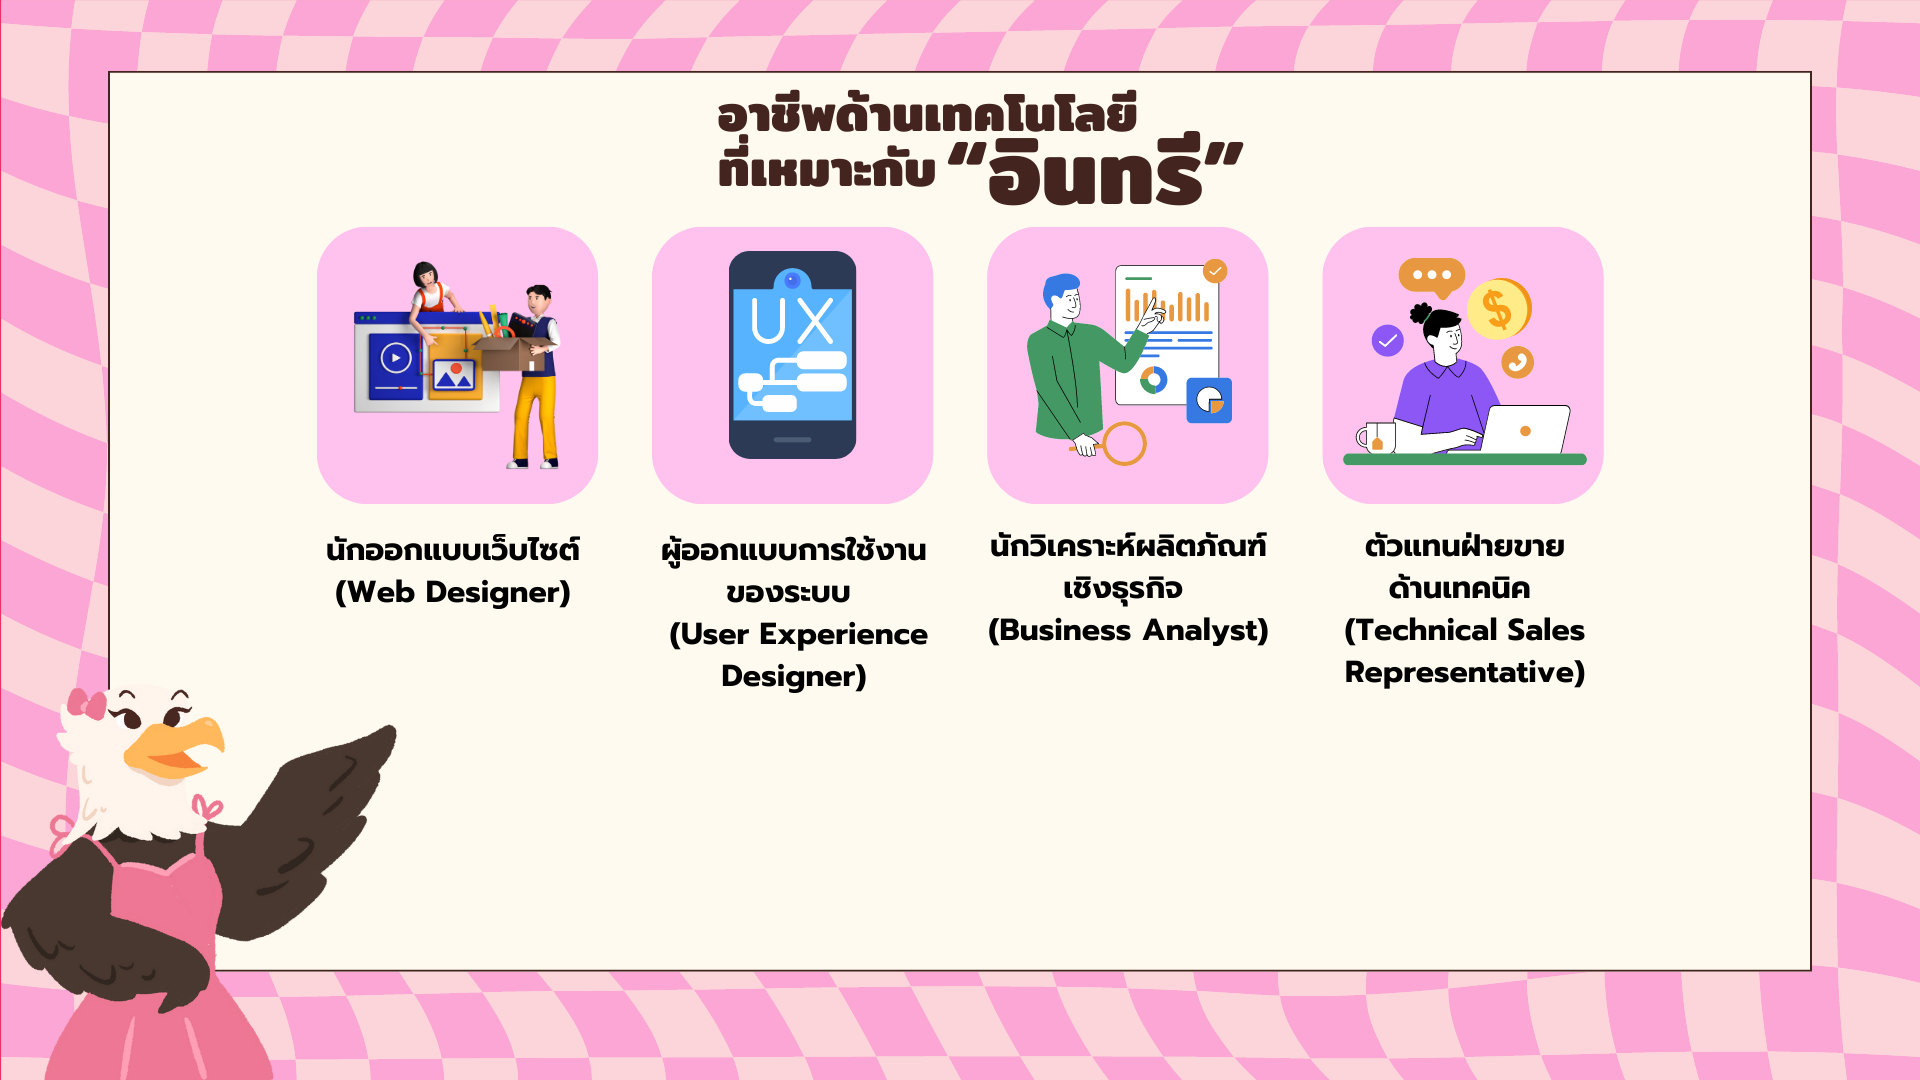 อาชีพด้านเทคโนโลยี
ที่เหมาะกับ “อินทรี”
UX
$
นักออกแบบเว็บไซต์
(Web Designer)
ผู้ออกแบบการใช้งาน
ของระบบ
(User Experience
Designer)
นักวิเคราะห์ผลิตภัณฑ์
เชิงธุรกิจ
(Business Analyst)
ตัวแทนฝ่ายขาย
ด้านเทคนิค
(Technical Sales
Representative)